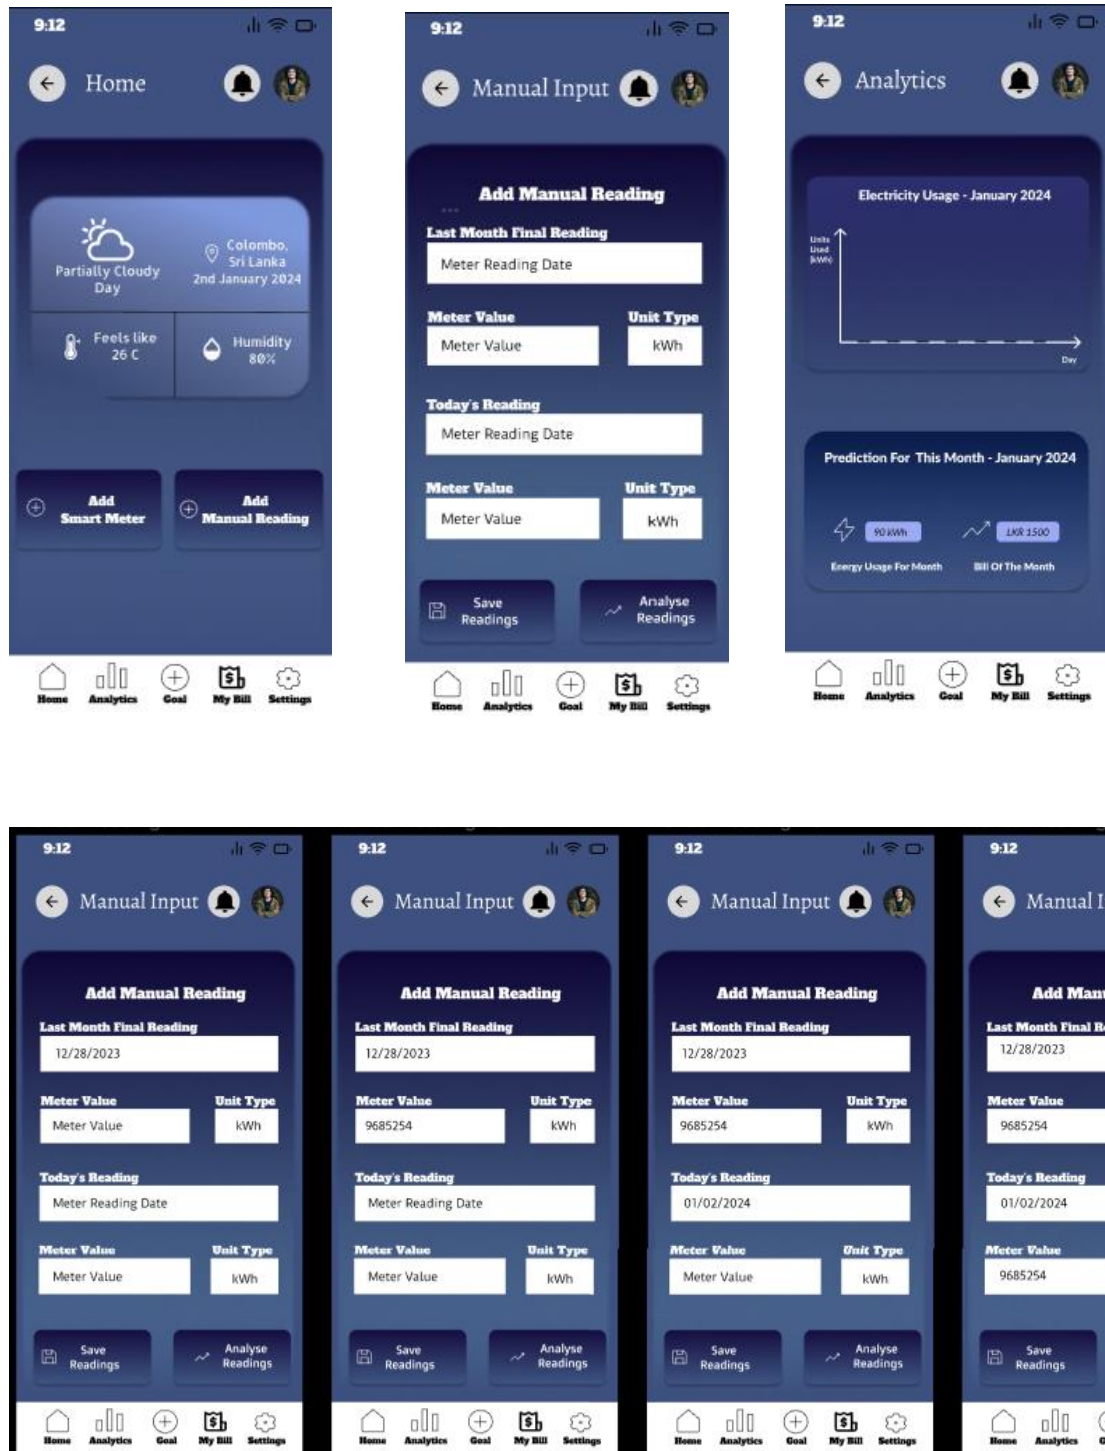 9:12
Home
Partially Cloudy
Day
Colombo,
Sri Lanka
2nd January 2024
Feels like
26 C
Humidity
80%
Add
Smart Meter
Add
Manual Reading
Home
Analytics
Goal
My Bill
Settings
9:12
Manual Input
Add Manual Reading
Last Month Final Reading
Meter Reading Date
Meter Value
Unit Type
Meter Value
kWh
Today's Reading
Meter Reading Date
Meter Value
Unit Type
Meter Value
kWh
Save
Readings
Analyse
Readings
Home
Analytics
Goal
My Bill
Settings
9:12
Analytics
Electricity Usage - January 2024
Units
Used
(kWh)
Day
Prediction For This Month - January 2024
90 kWh
LKR 1500
Energy Usage For Month
Bill Of The Month
Home
Analytics
Goal
My Bill
Settings
9:12
Manual Input
Add Manual Reading
Last Month Final Reading
12/28/2023
Meter Value
Unit Type
Meter Value
kWh
Today's Reading
Meter Reading Date
Meter Value
Unit Type
Meter Value
kWh
Save
Readings
Analyse
Readings
Home
Analytics
Goal
My Bill
Settings
9:12
Manual Input
Add Manual Reading
Last Month Final Reading
12/28/2023
Meter Value
Unit Type
9685254
kWh
Today's Reading
Meter Reading Date
Meter Value
Unit Type
Meter Value
kWh
Save
Readings
Analyse
Readings
Home
Analytics
Goal
My Bill
Settings
9:12
Manual Input
Add Manual Reading
Last Month Final Reading
12/28/2023
Meter Value
Unit Type
9685254
kWh
Today's Reading
01/02/2024
Meter Value
Unit Type
Meter Value
kWh
Save
Readings
Analyse
Readings
Home
Analytics
Goal
My Bill
Settings
9:12
Manual I
Add Man
Last Month Final R
12/28/2023
Meter Value
9685254
Today's Reading
01/02/2024
Meter Value
9685254
Save
Readings
Home
Analytics